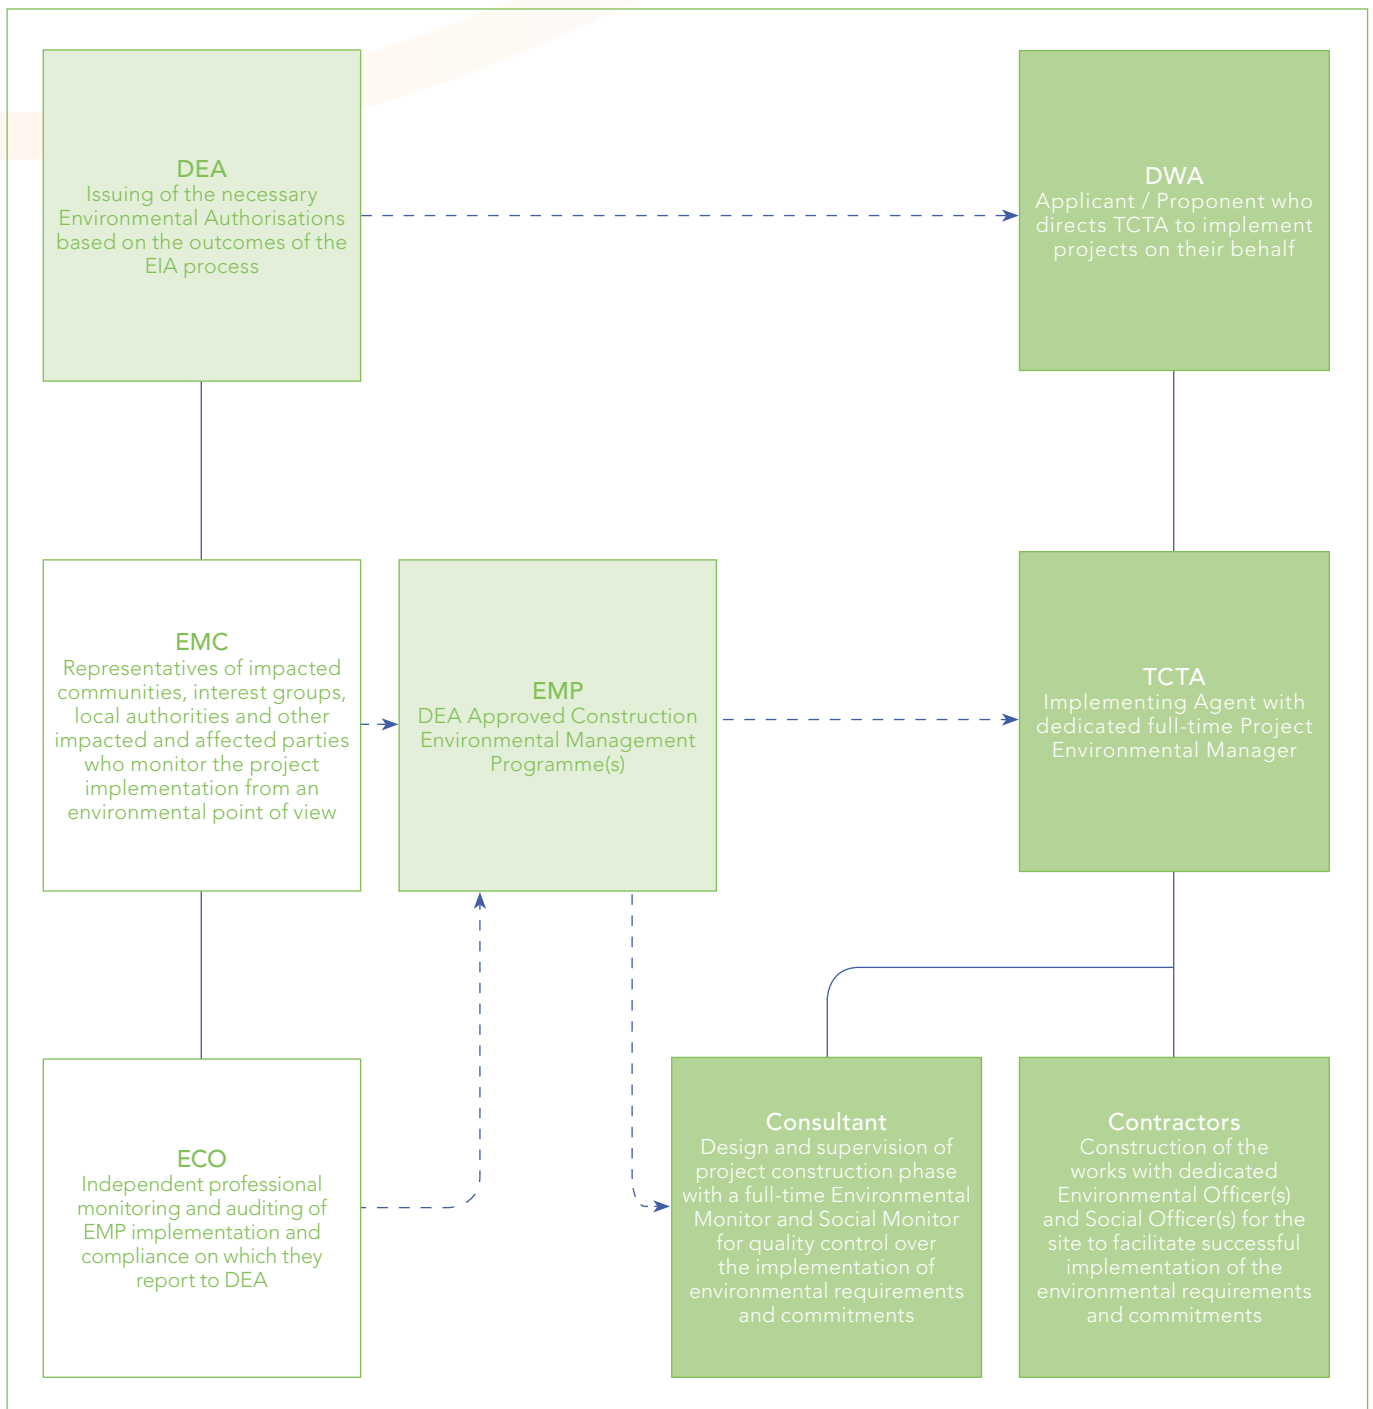 DEA
Issuing of the necessary
Environmental Authorisations
based on the outcomes of the
EIA process
DWA
Applicant / Proponent who
directs TCTA to implement
projects on their behalf
EMC
Representatives of impacted
communities, interest groups,
local authorities and other
impacted and affected parties
who monitor the project
implementation from an
environmental point of view
EMP
DEA Approved Construction
Environmental Management
Programme(s)
TCTA
Implementing Agent with
dedicated full-time Project
Environmental Manager
ECO
Independent professional
monitoring and auditing of
EMP implementation and
compliance on which they
report to DEA
Consultant
Design and supervision of
project construction phase
with a full-time Environmental
Monitor and Social Monitor
for quality control over
the implementation of
environmental requirements
and commitments
Contractors
Construction of the
works with dedicated
Environmental Officer(s)
and Social Officer(s) for the
site to facilitate successful
implementation of the
environmental requirements
and commitments